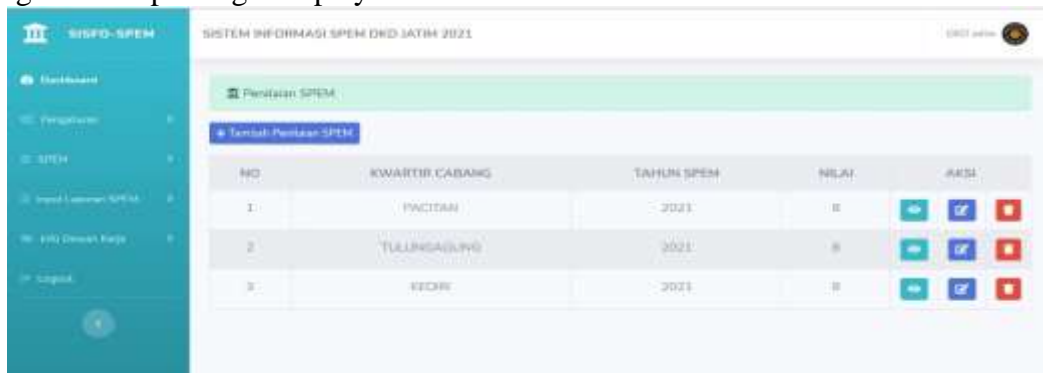 SISFO-SPEM
SISTEM INFORMASI SPEM DKD JATIM 2021
Dashboard
Pengaturan
SPEM
Input Laporan SPEM
Info Dewan Kerja
Logout
Penilaian SPEM
Tambah Penilaian SPEM
NO KWARTIR CABANG TAHUN SPEM NILAI AKSI
1 PACITAN 2021 B
2 TULUNGAGUNG 2021 B
3 KEDIRI 2021 B